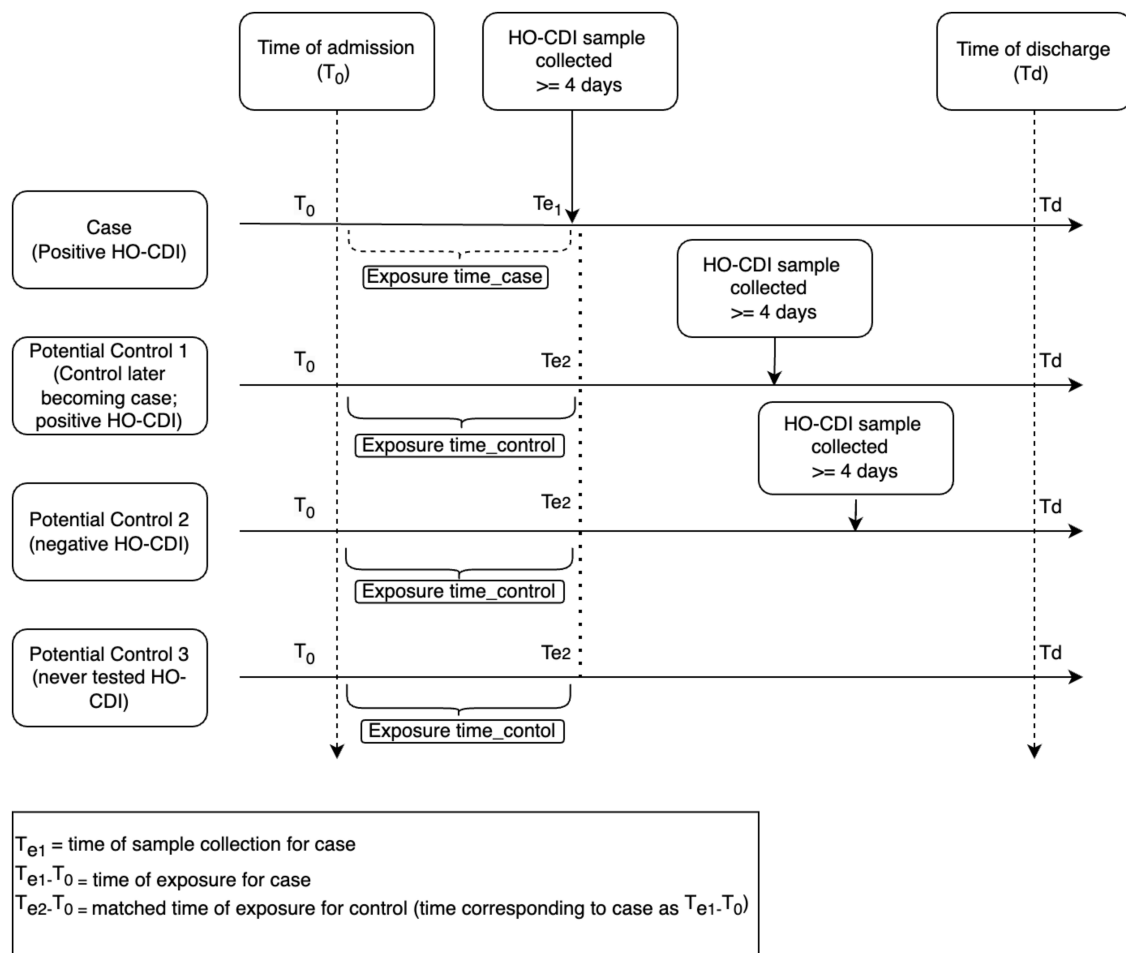 Time of admission
(T0)
HO-CDI sample
collected
>= 4 days
Time of discharge
(Td)
Case
(Positive HO-CDI)
T0
Te1
Td
Exposure time_case
HO-CDI sample
collected
>= 4 days
Potential Control 1
(Control later
becoming case;
positive HO-CDI)
T0
Te2
Td
Exposure time_control
HO-CDI sample
collected
>= 4 days
Potential Control 2
(negative HO-CDI)
T0
Te2
Td
Exposure time_control
Potential Control 3
(never tested HO-
CDI)
T0
Te2
Td
Exposure time_contol
Te1 = time of sample collection for case
Te1-T0 = time of exposure for case
Te2-T0 = matched time of exposure for control (time corresponding to case as Te1-T0)